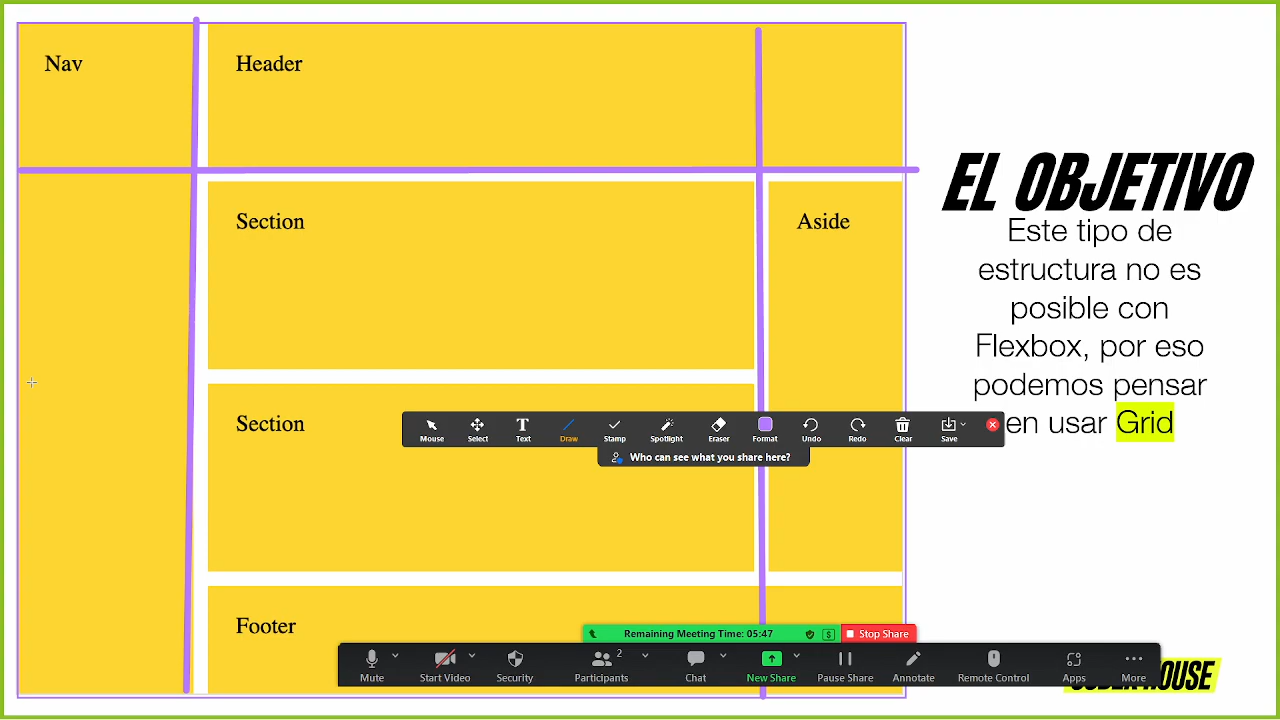 Nav
Header
Section
Aside
Section
Footer
EL OBJETIVO
Este tipo de
estructura no es
posible con
Flexbox, por eso
podemos pensar
en usar Grid
Mouse
Select
Text
Draw
Stamp
Spotlight
Eraser
Format
Undo
Redo
Clear
Save
Who can see what you share here?
Remaining Meeting Time: 05:47
Stop Share
Mute
Start Video
Security
2
Participants
Chat
New Share
Pause Share
Annotate
Remote Control
Apps
More